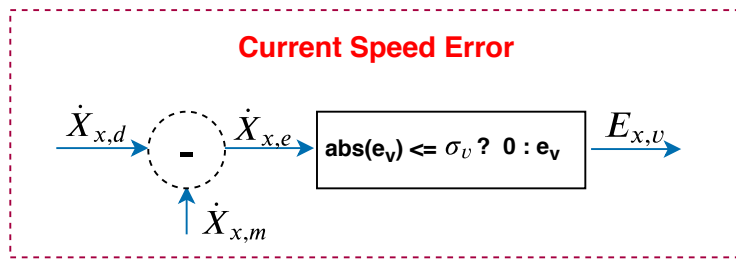 Current Speed Error
Ẋx,d
-
Ẋx,e
abs(ev) <= σv ? 0 : ev
Ex,v
Ẋx,m